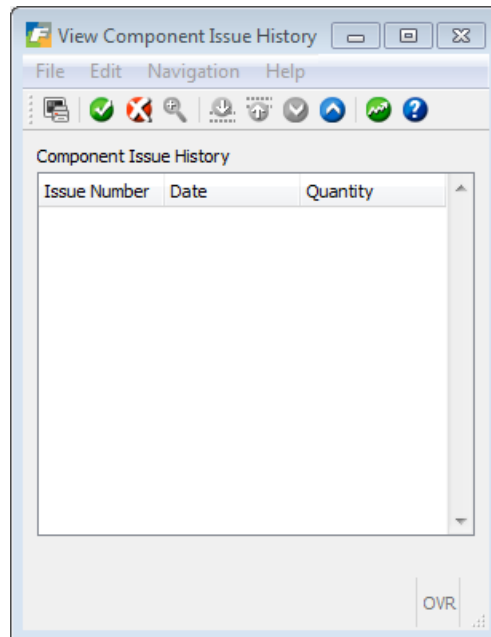 View Component Issue History
File Edit Navigation Help
Component Issue History
Issue Number Date Quantity
OVR